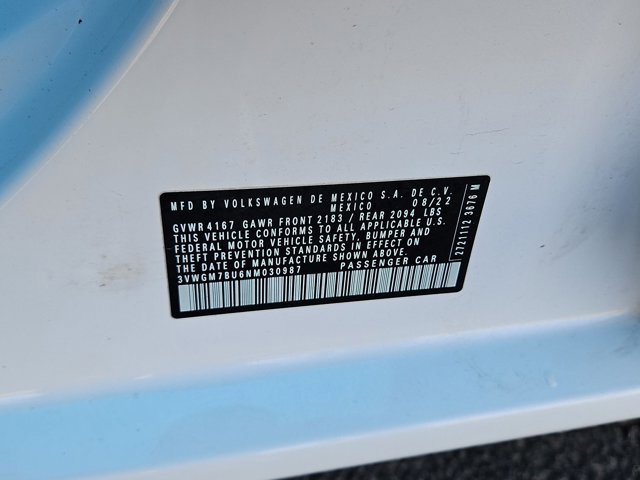 MFD BY VOLKSWAGEN DE MEXICO S.A. DE C.V.
MEXICO 08/22
GVWR 4167 GAWR FRONT 2183 / REAR 2094 LBS
THIS VEHICLE CONFORMS TO ALL APPLICABLE U.S.
FEDERAL MOTOR VEHICLE SAFETY, BUMPER AND
THEFT PREVENTION STANDARDS IN EFFECT ON
THE DATE OF MANUFACTURE SHOWN ABOVE.
3VWGM7BU6NM030987 PASSENGER CAR
27217112 3676 M